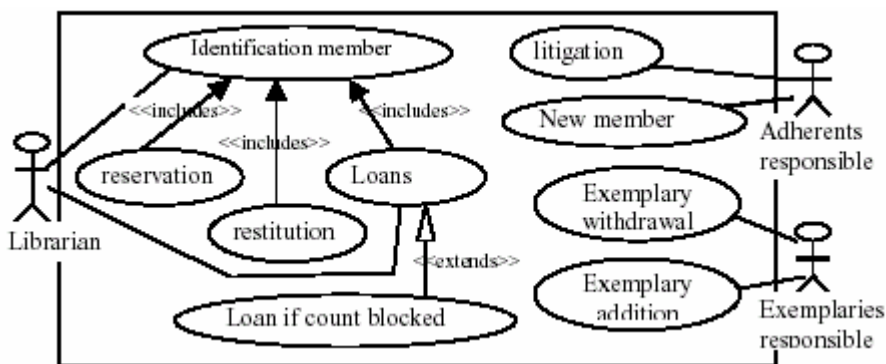 Identification member
litigation
<<includes>>
<<includes>>
<<includes>>
New member
Adherents
responsible
reservation
Loans
Exemplary
withdrawal
restitution
Librarian
<<extends>>
Exemplary
addition
Loan if count blocked
Exemplaries
responsible